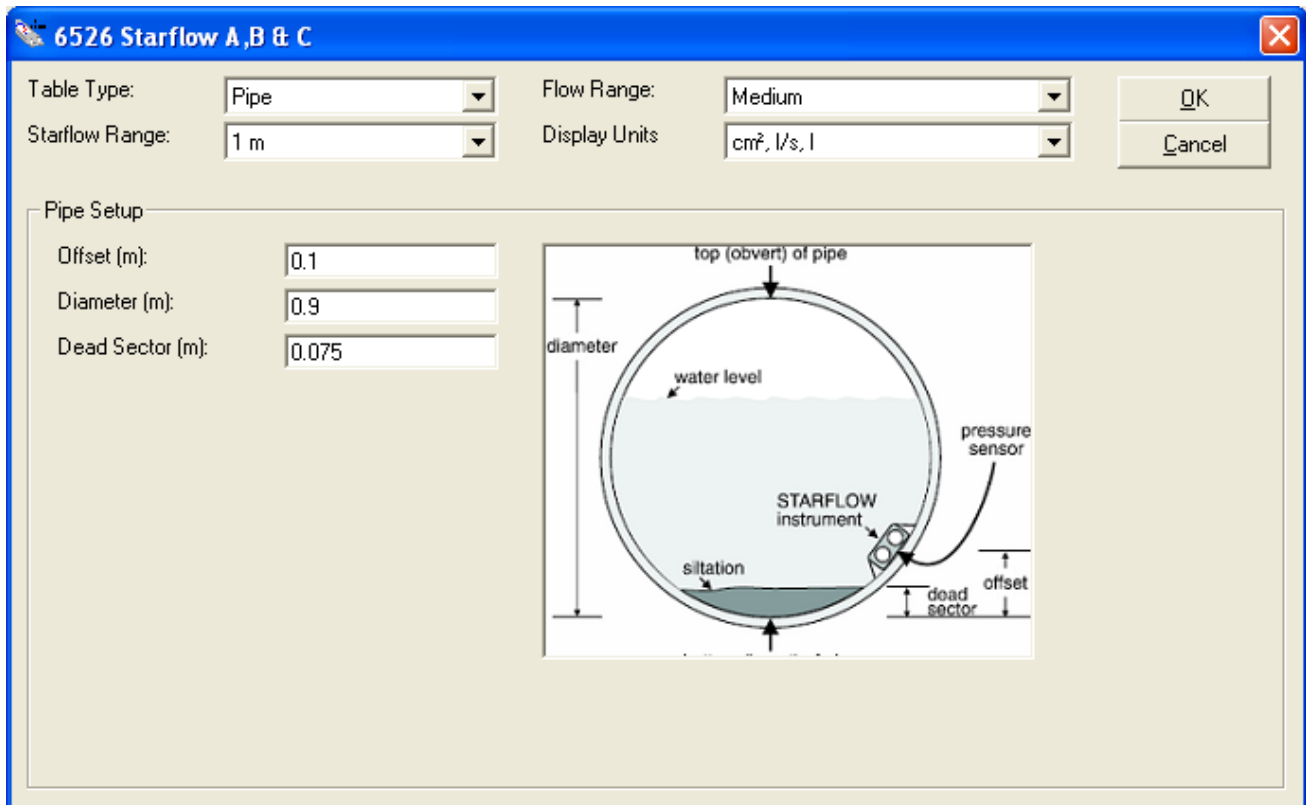 6526 Starflow A,B & C
Table Type: Pipe Flow Range: Medium OK
Starflow Range: 1 m Display Units cm², l/s, l Cancel
Pipe Setup
Offset (m): 0.1
Diameter (m): 0.9
Dead Sector (m): 0.075
top (obvert) of pipe
diameter
water level
pressure
sensor
STARFLOW
instrument
siltation
offset
dead
sector